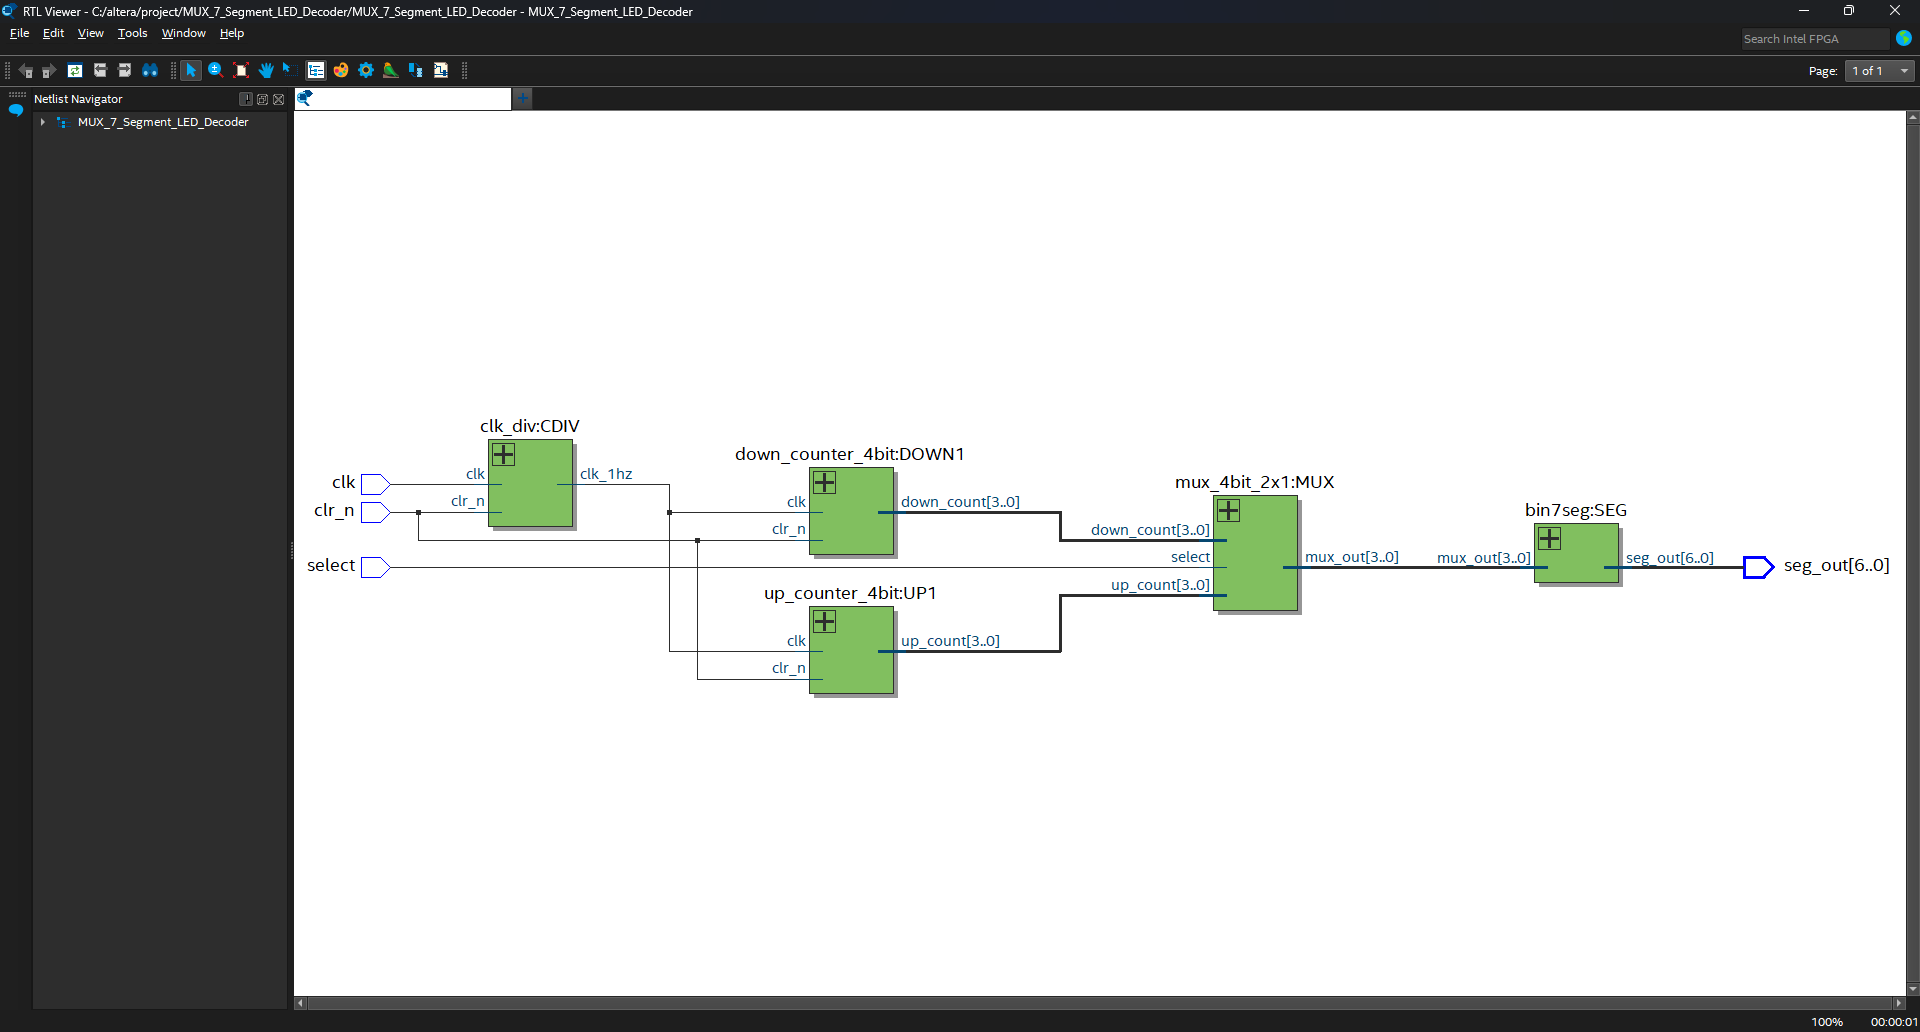 RTL Viewer - C:/altera/project/MUX_7_Segment_LED_Decoder/MUX_7_Segment_LED_Decoder - MUX_7_Segment_LED_Decoder
File Edit View Tools Window Help
Search Intel FPGA
Page: 1 of 1
Netlist Navigator
MUX_7_Segment_LED_Decoder
clk_div:CDIV
clk
clk
clk_1hz
clr_n
clr_n
select
down_counter_4bit:DOWN1
clk
down_count[3..0]
clr_n
up_counter_4bit:UP1
clk
up_count[3..0]
clr_n
mux_4bit_2x1:MUX
down_count[3..0]
select
up_count[3..0]
mux_out[3..0]
bin7seg:SEG
mux_out[3..0]
seg_out[6..0]
seg_out[6..0]
100% 00:00:01